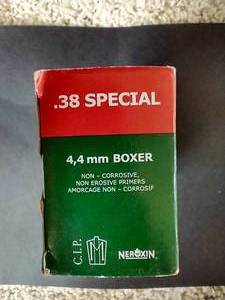 .38 SPECIAL
4,4 mm BOXER
NON – CORROSIVE,
NON EROSIVE PRIMERS
AMORCAGE NON – CORROSIF
C.I.P.
NEROXIN